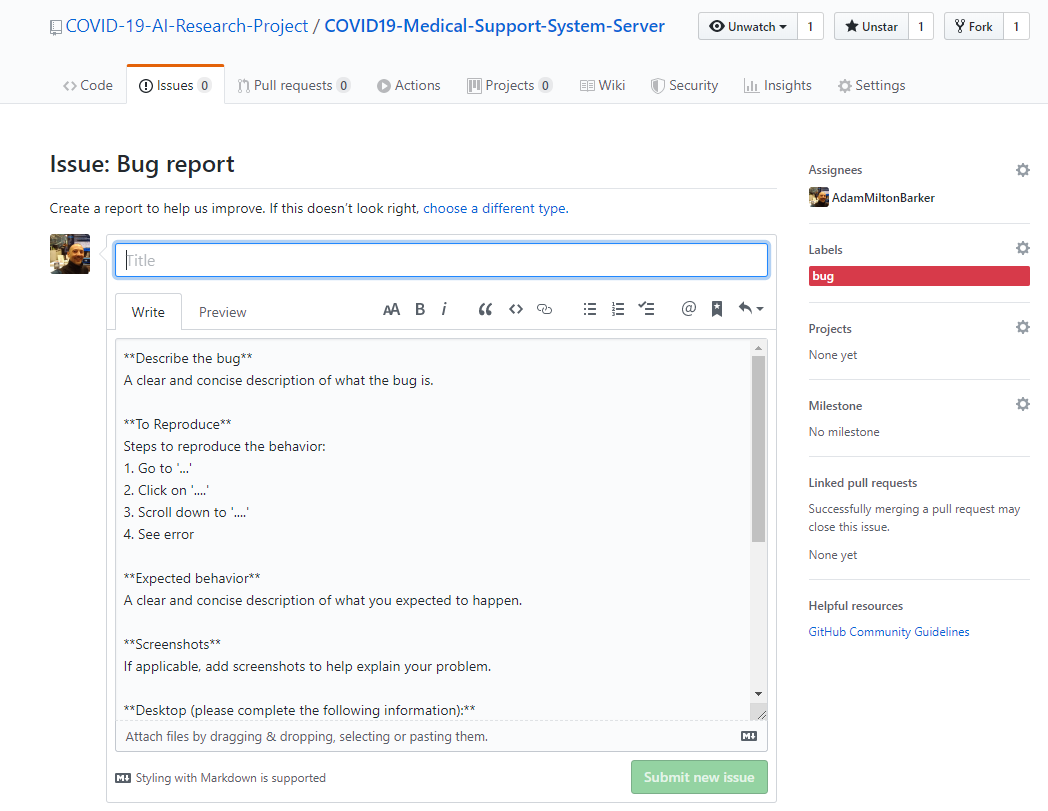 COVID-19-AI-Research-Project / COVID19-Medical-Support-System-Server
Unwatch 1 Unstar 1 Fork 1
Code Issues 0 Pull requests 0 Actions Projects 0 Wiki Security Insights Settings
Issue: Bug report
Create a report to help us improve. If this doesn't look right, choose a different type.
Title
Write Preview AA B i
**Describe the bug**
A clear and concise description of what the bug is.
**To Reproduce**
Steps to reproduce the behavior:
1. Go to '...'
2. Click on '....'
3. Scroll down to '....'
4. See error
**Expected behavior**
A clear and concise description of what you expected to happen.
**Screenshots**
If applicable, add screenshots to help explain your problem.
**Desktop (please complete the following information):**
Attach files by dragging & dropping, selecting or pasting them.
Styling with Markdown is supported
Submit new issue
Assignees
AdamMiltonBarker
Labels
bug
Projects
None yet
Milestone
No milestone
Linked pull requests
Successfully merging a pull request may
close this issue.
None yet
Helpful resources
GitHub Community Guidelines